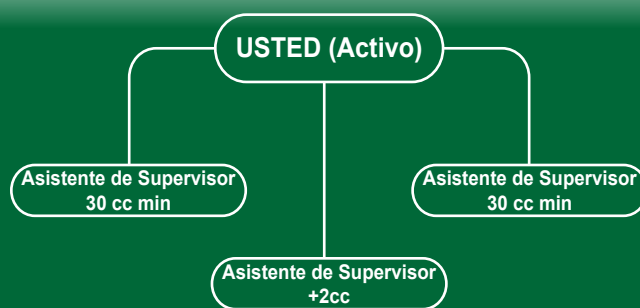 USTED (Activo)
Asistente de Supervisor
30 cc min
Asistente de Supervisor
30 cc min
Asistente de Supervisor
+2cc